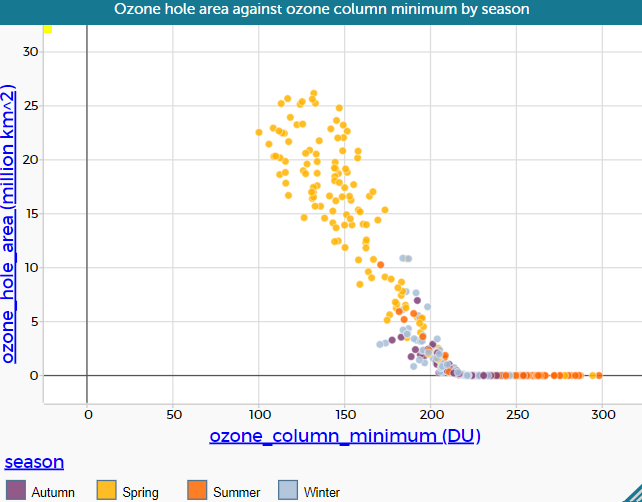 Ozone hole area against ozone column minimum by season
ozone_hole_area (million km^2)
30
25
20
15
10
5
0
0 50 100 150 200 250 300
ozone_column_minimum (DU)
season
Autumn Spring Summer Winter